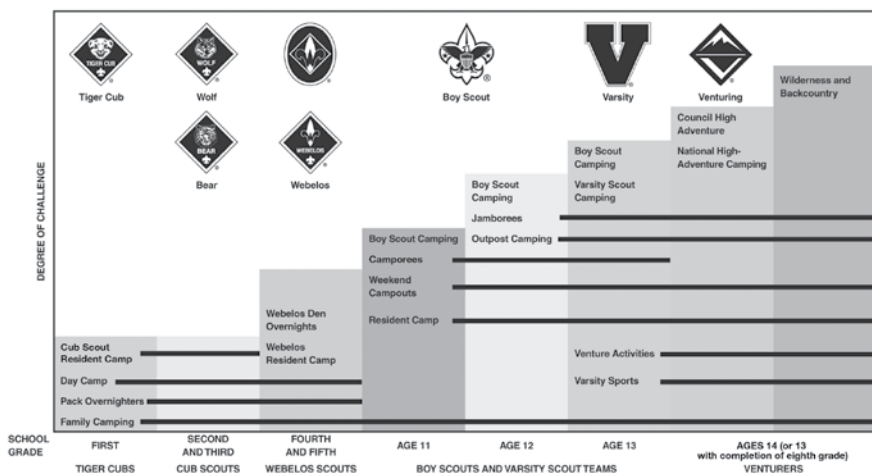 TIGER CUB
WOLF
Tiger Cub
Wolf
Boy Scout
V
Varsity
Venturing
Wilderness and
Backcountry
BEAR
WEBELOS
Bear
Webelos
Council High
Adventure
National High-
Adventure Camping
Boy Scout
Camping
Varsity Scout
Camping
Boy Scout
Camping
Jamborees
Outpost Camping
Boy Scout Camping
Camporees
Weekend
Campouts
Resident Camp
Webelos Den
Overnights
Webelos
Resident Camp
Cub Scout
Resident Camp
Day Camp
Pack Overnighters
Family Camping
Venture Activities
Varsity Sports
DEGREE OF CHALLENGE
SCHOOL
GRADE
FIRST
SECOND
AND THIRD
FOURTH
AND FIFTH
AGE 11
AGE 12
AGE 13
AGES 14 (or 13
with completion of eighth grade)
TIGER CUBS
CUB SCOUTS
WEBELOS SCOUTS
BOY SCOUTS AND VARSITY SCOUT TEAMS
VENTURERS